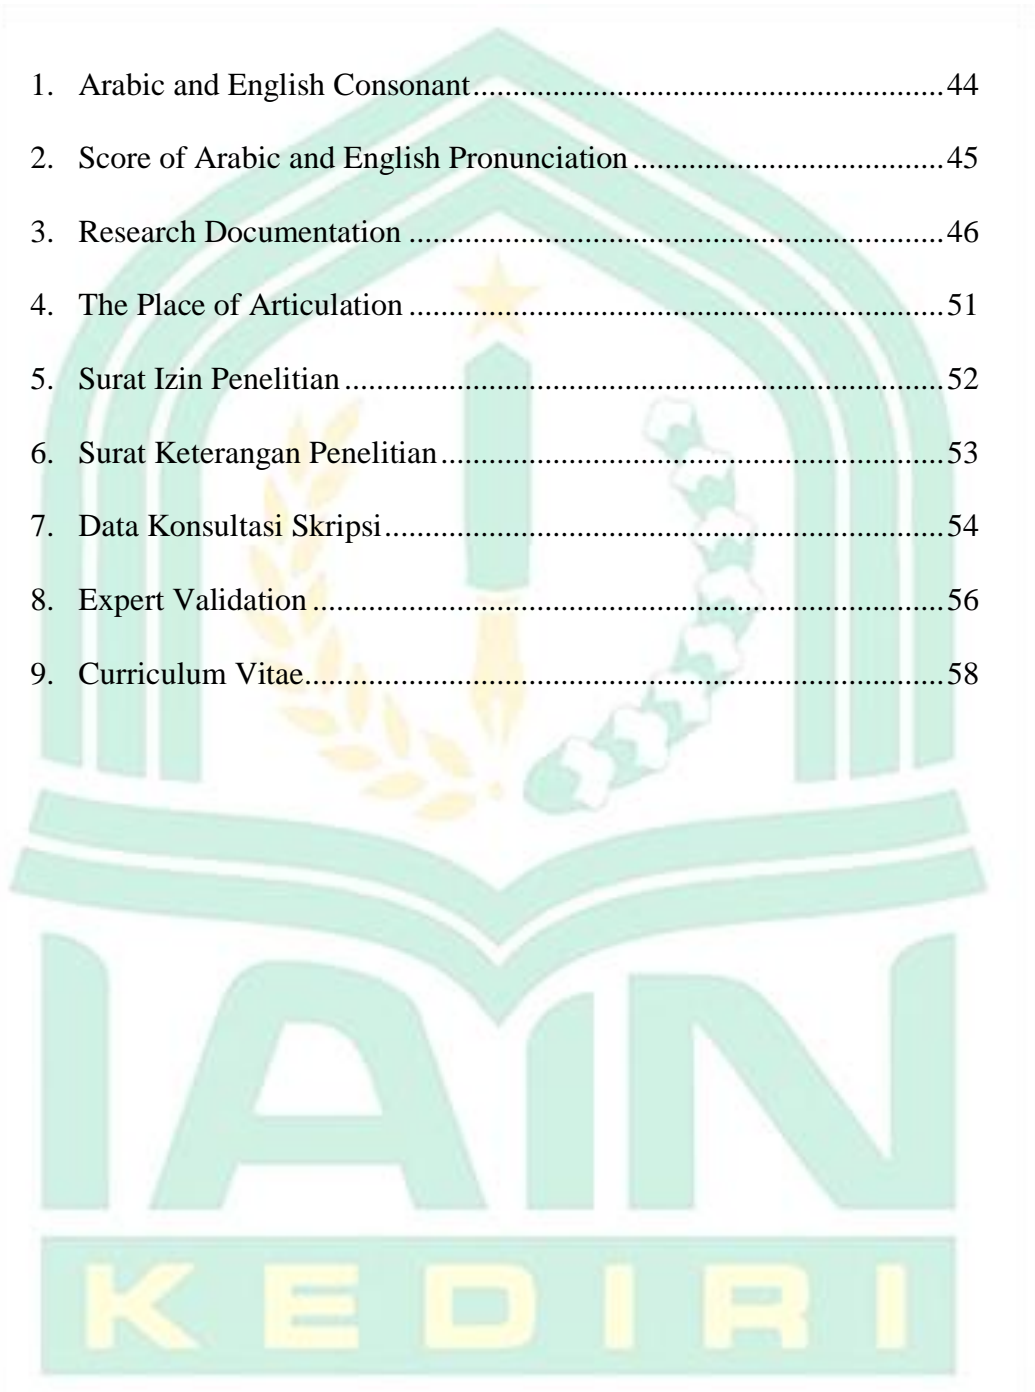 1. Arabic and English Consonant............................................................44
2. Score of Arabic and English Pronunciation........................................45
3. Research Documentation....................................................................46
4. The Place of Articulation....................................................................51
5. Surat Izin Penelitian............................................................................52
6. Surat Keterangan Penelitian................................................................53
7. Data Konsultasi Skripsi.......................................................................54
8. Expert Validation................................................................................56
9. Curriculum Vitae.................................................................................58
IAIN
KEDIRI